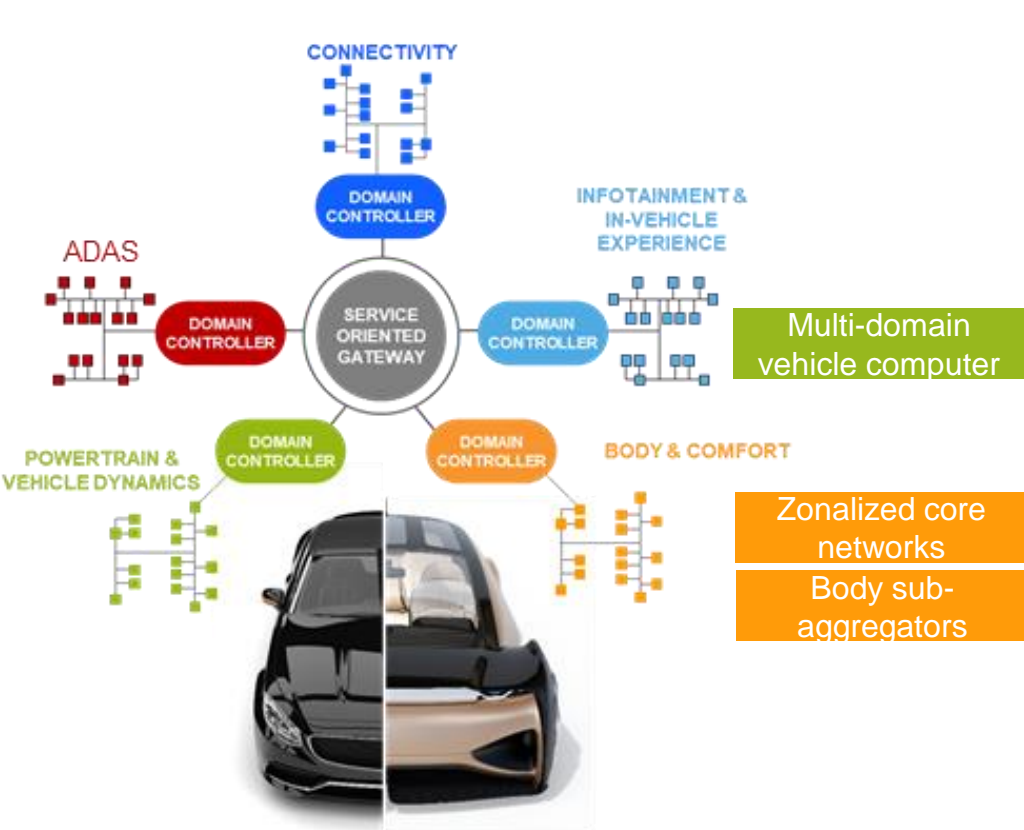 CONNECTIVITY
DOMAIN
CONTROLLER
INFOTAINMENT &
IN-VEHICLE
EXPERIENCE
ADAS
DOMAIN
CONTROLLER
SERVICE
ORIENTED
GATEWAY
DOMAIN
CONTROLLER
Multi-domain
vehicle computer
POWERTRAIN &
VEHICLE DYNAMICS
DOMAIN
CONTROLLER
DOMAIN
CONTROLLER
BODY & COMFORT
Zonalized core
networks
Body sub-
aggregators